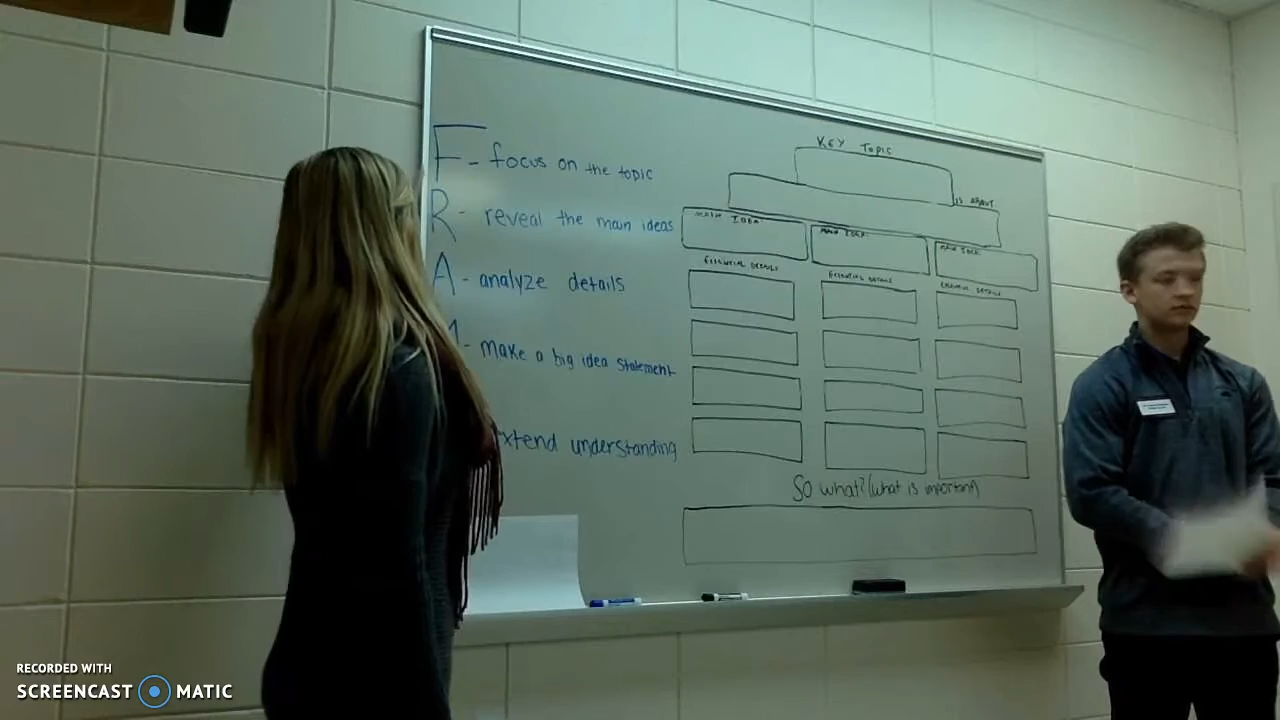 F - focus on the topic
R - reveal the main ideas
A - analyze details
- make a big idea statement
xtend understanding
KEY TOPIC
IS ABOUT
MAIN IDEA
MAIN IDEA
MAIN IDEA
ESSENTIAL DETAILS
ESSENTIAL DETAILS
ESSENTIAL DETAILS
So what? (what is important)
RECORDED WITH
SCREENCAST MATIC